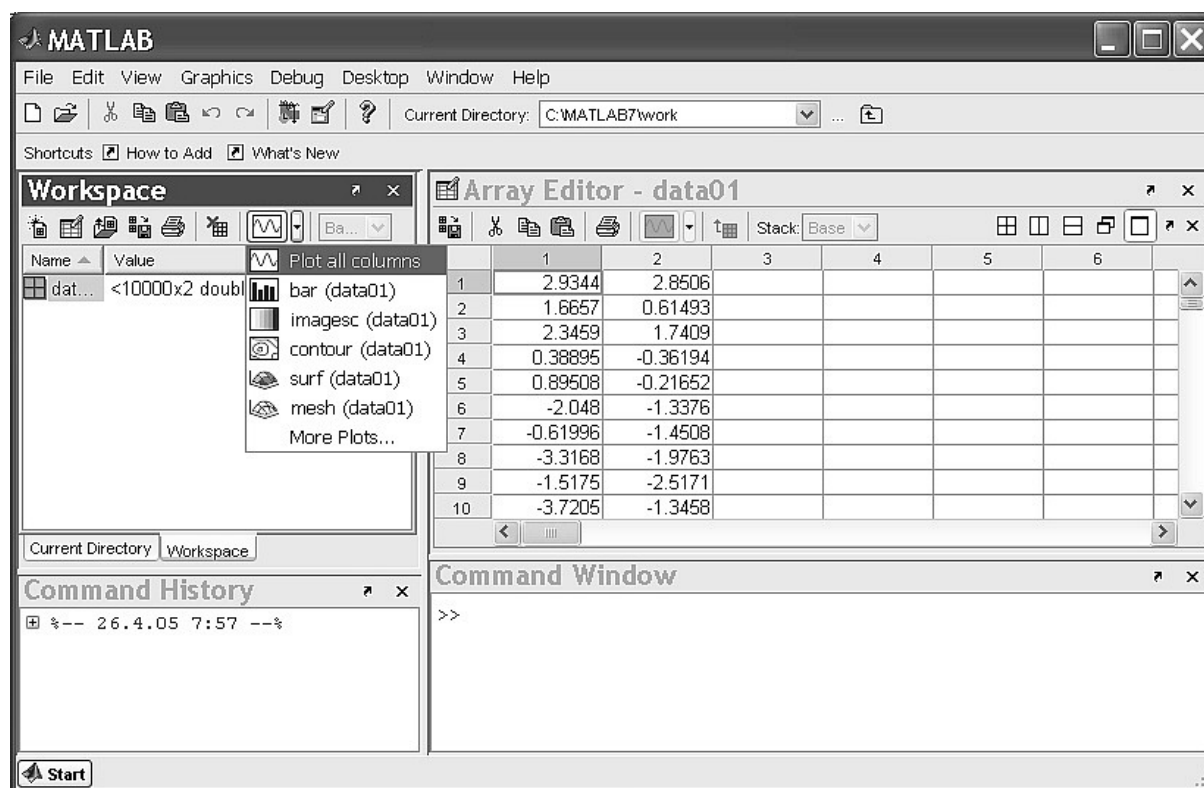 MATLAB
File Edit View Graphics Debug Desktop Window Help
Current Directory: C:\MATLAB7\work ...
Shortcuts How to Add What's New
Workspace
Ba...
Name Value
dat... <10000x2 doubl
Plot all columns
bar (data01)
imagesc (data01)
contour (data01)
surf (data01)
mesh (data01)
More Plots...
Current Directory Workspace
Array Editor - data01
Stack: Base
1 2 3 4 5 6
1 2.9344 2.8506
2 1.6657 0.61493
3 2.3459 1.7409
4 0.38895 -0.36194
5 0.89508 -0.21652
6 -2.048 -1.3376
7 -0.61996 -1.4508
8 -3.3168 -1.9763
9 -1.5175 -2.5171
10 -3.7205 -1.3458
Command History
%-- 26.4.05 7:57 --%
Command Window
>>
Start